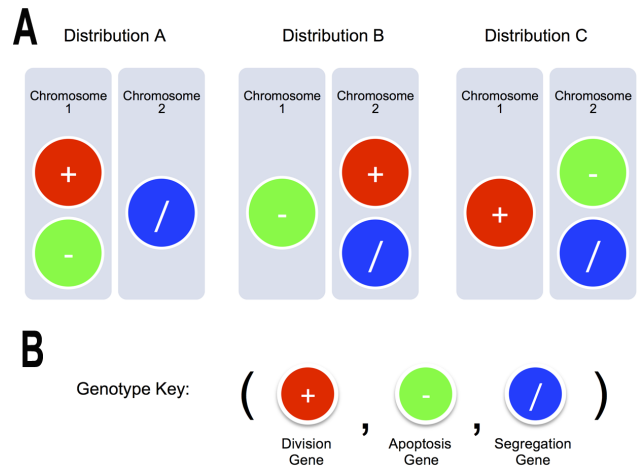 A
Distribution A
Distribution B
Distribution C
Chromosome
1
Chromosome
2
Chromosome
1
Chromosome
2
Chromosome
1
Chromosome
2
+
-
/
-
+
/
+
-
/
B
Genotype Key:
( + , - , / )
Division
Gene
Apoptosis
Gene
Segregation
Gene